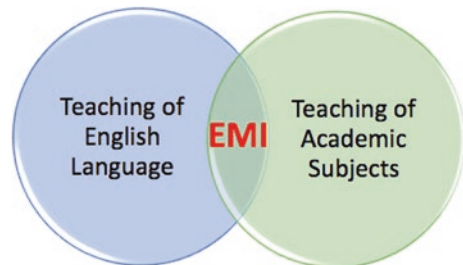 Teaching of
English
Language
EMI
Teaching of
Academic
Subjects